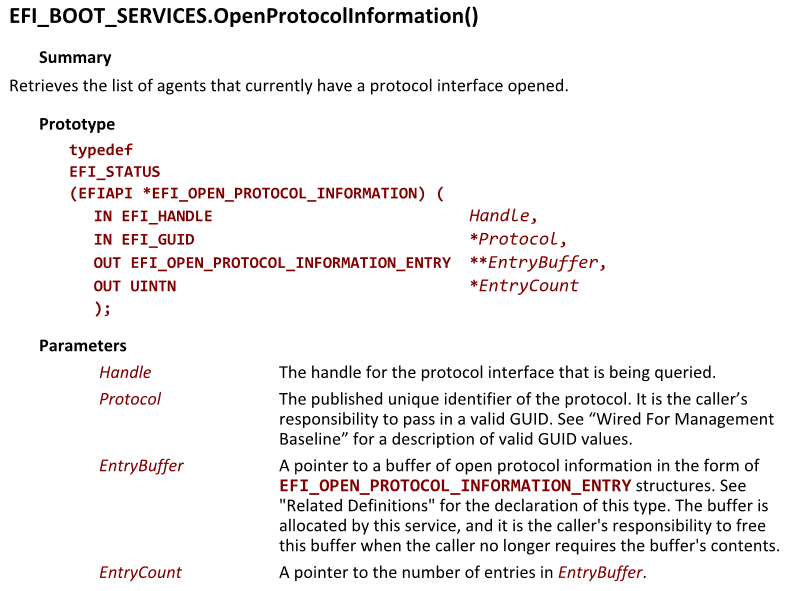 EFI_BOOT_SERVICES.OpenProtocolInformation()
Summary
Retrieves the list of agents that currently have a protocol interface opened.
Prototype
typedef
EFI_STATUS
(EFIAPI *EFI_OPEN_PROTOCOL_INFORMATION) (
IN EFI_HANDLE Handle,
IN EFI_GUID *Protocol,
OUT EFI_OPEN_PROTOCOL_INFORMATION_ENTRY **EntryBuffer,
OUT UINTN *EntryCount
);
Parameters
Handle The handle for the protocol interface that is being queried.
Protocol The published unique identifier of the protocol. It is the caller’s
responsibility to pass in a valid GUID. See “Wired For Management
Baseline” for a description of valid GUID values.
EntryBuffer A pointer to a buffer of open protocol information in the form of
EFI_OPEN_PROTOCOL_INFORMATION_ENTRY structures. See
"Related Definitions" for the declaration of this type. The buffer is
allocated by this service, and it is the caller's responsibility to free
this buffer when the caller no longer requires the buffer's contents.
EntryCount A pointer to the number of entries in EntryBuffer.